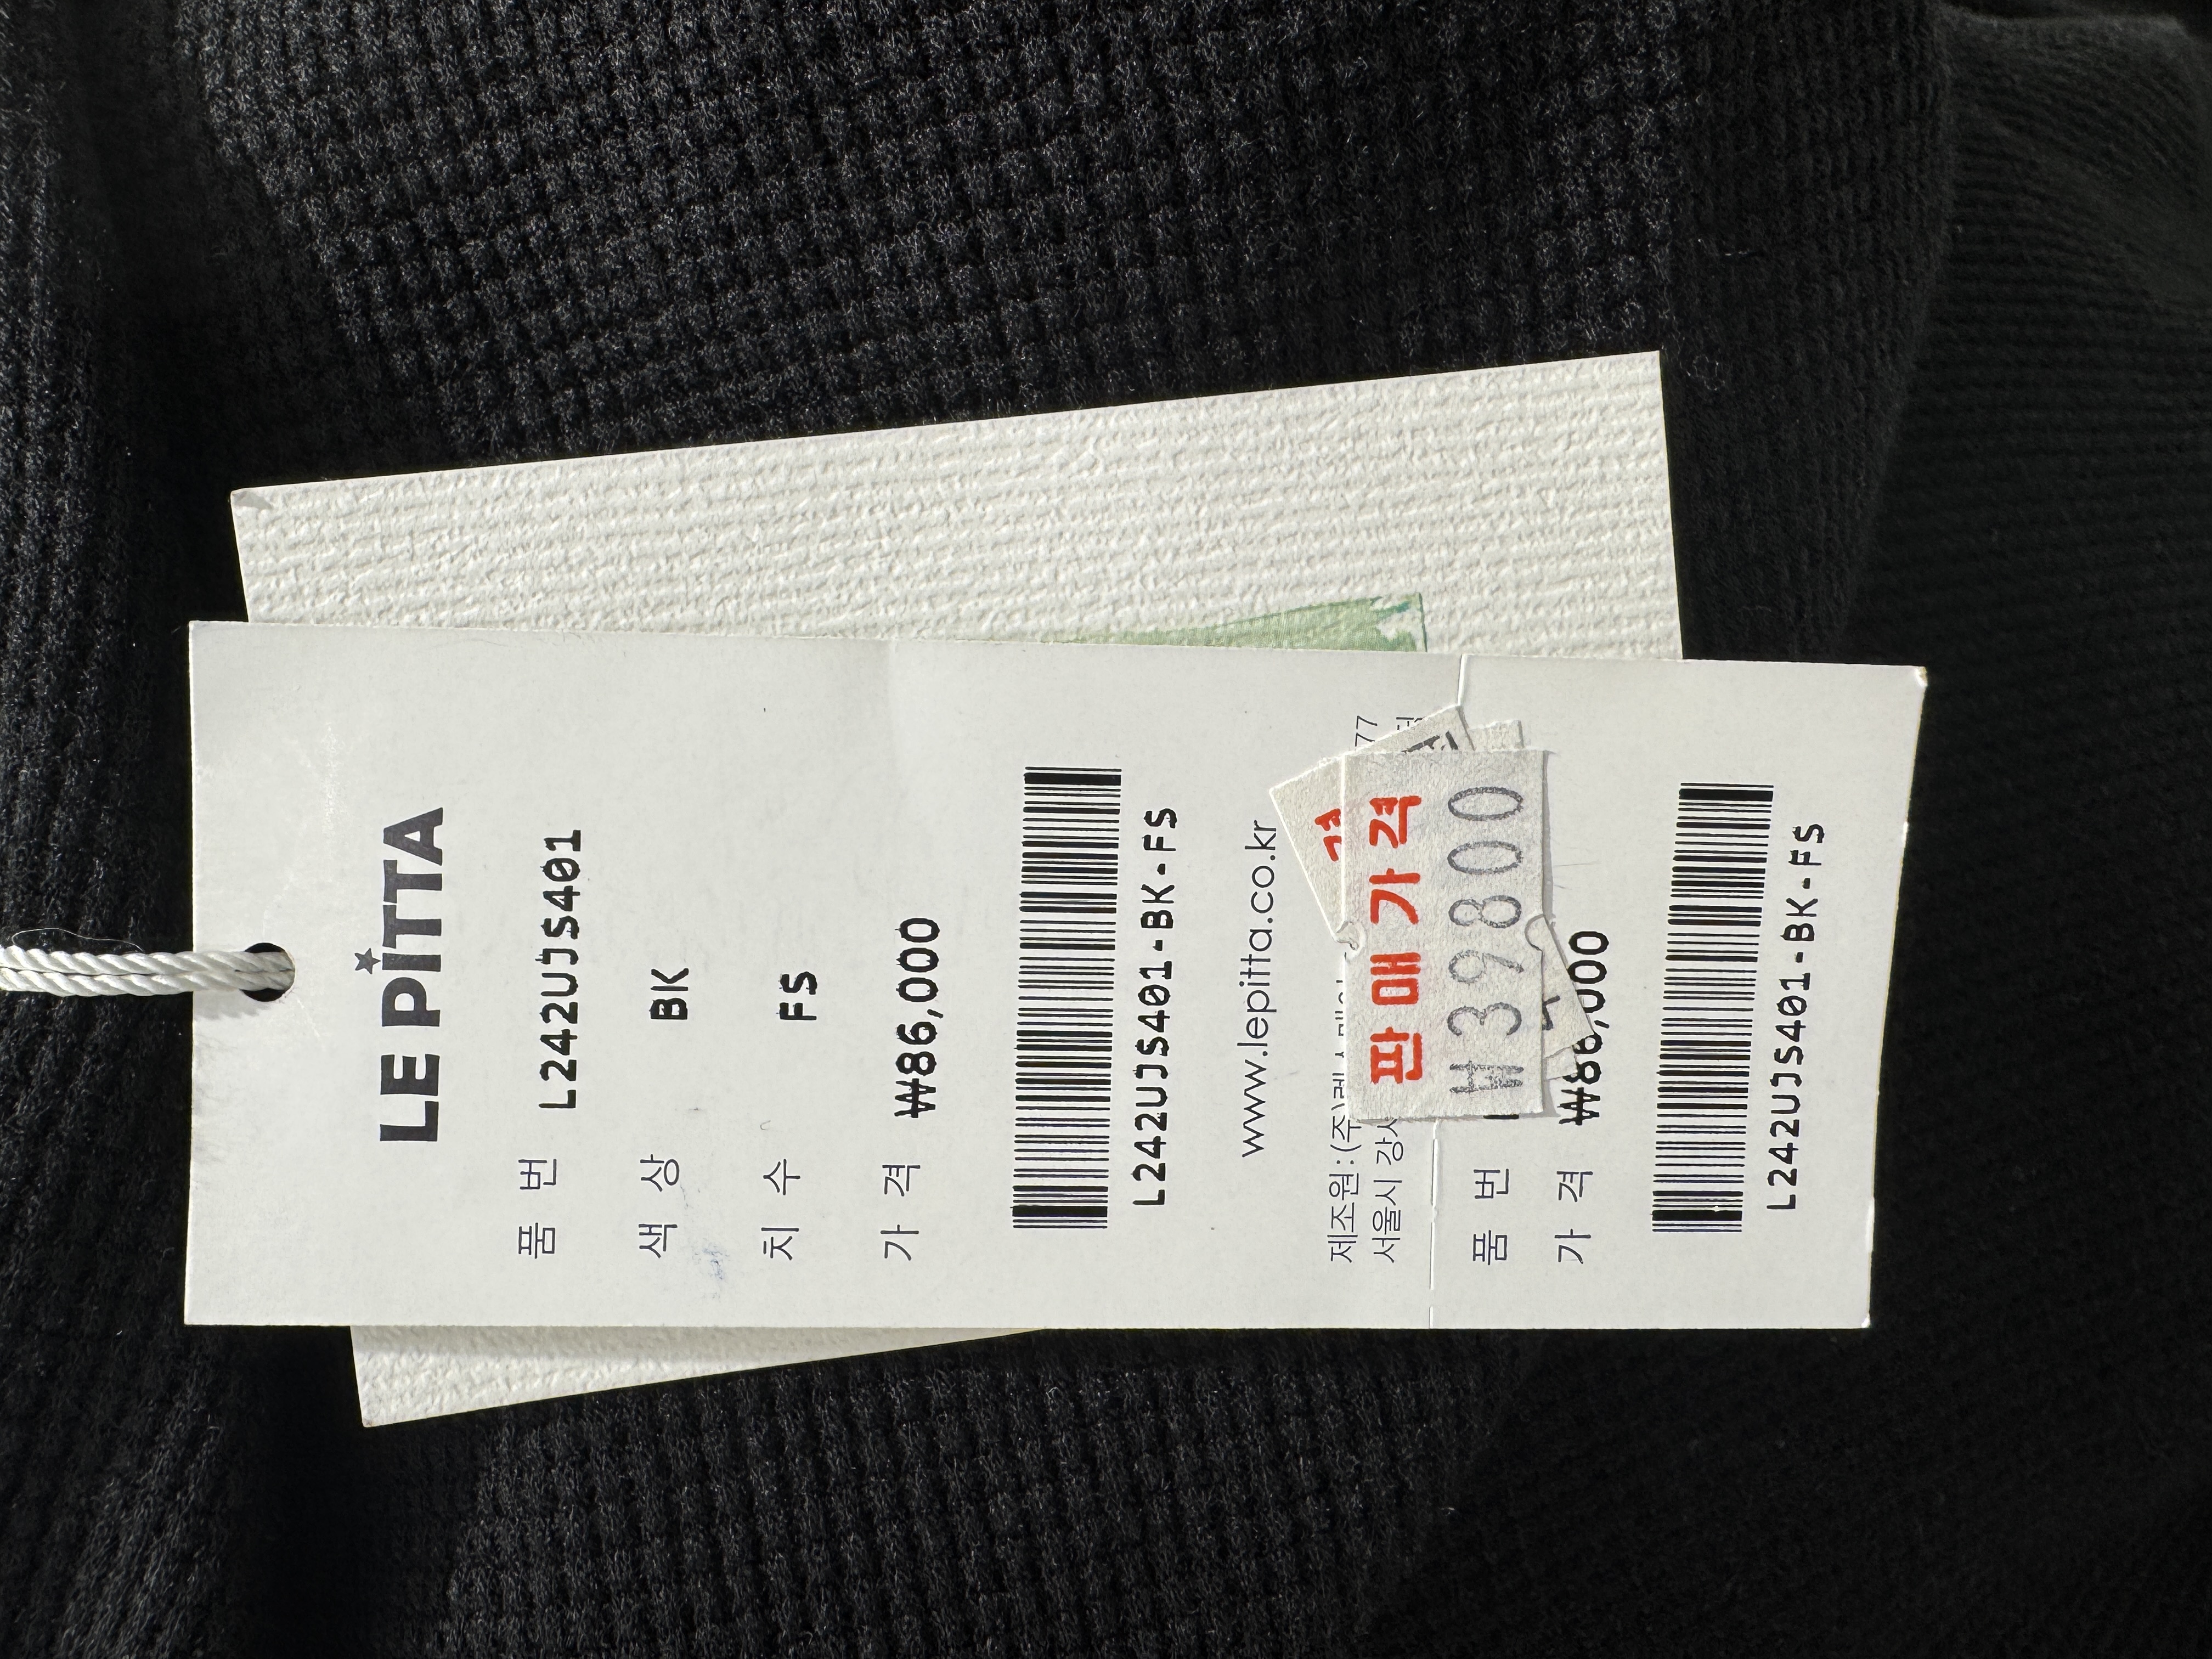 LE PITTA
품 번 L242UJS401
색 상 BK
치 수 FS
가 격 ₩86,000
L242UJS401-BK-FS
www.lepitta.co.kr
제조원:(주)
서울시 77
판매가격
₩39800
품 번
가 격 ₩86,000
L242UJS401-BK-FS